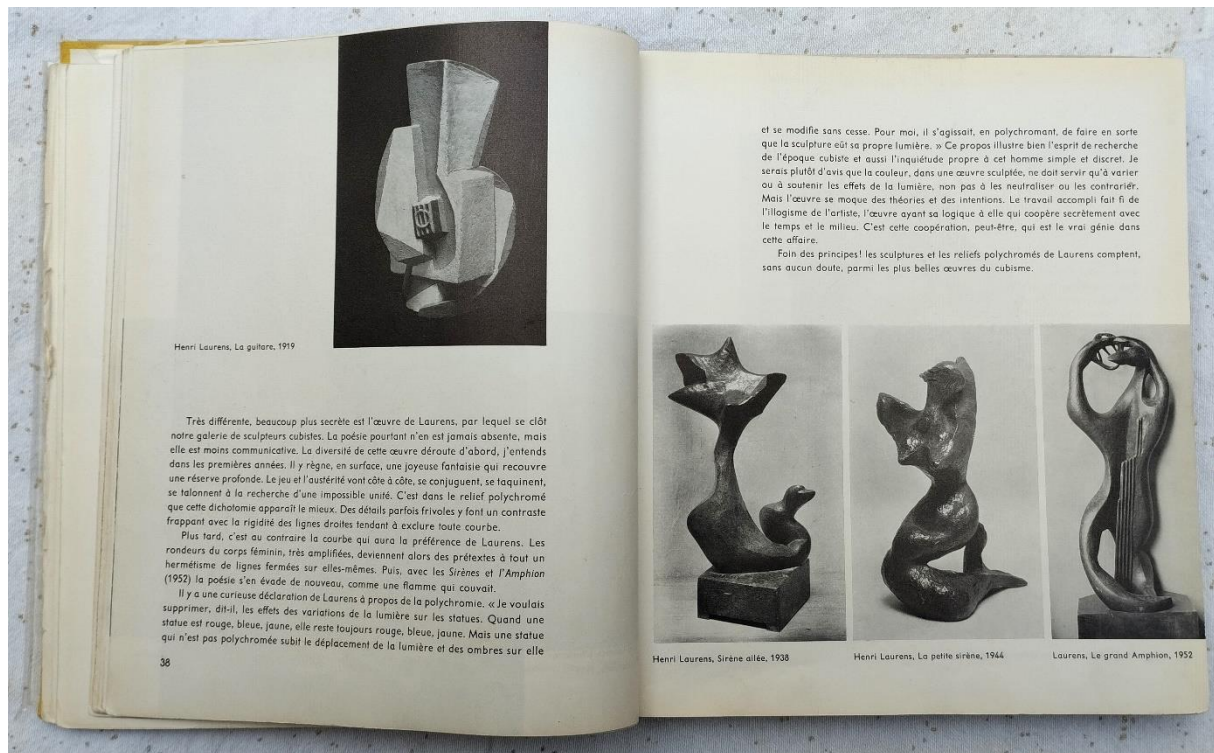 Henri Laurens, La guitare, 1919
Très différente, beaucoup plus secrète est l'œuvre de Laurens, par lequel se clôt
notre galerie de sculpteurs cubistes. La poésie pourtant n'en est jamais absente, mais
elle est moins communicative. La diversité de cette œuvre déroute d'abord, j'entends
dans les premières années. Il y règne, en surface, une joyeuse fantaisie qui recouvre
une réserve profonde. Le jeu et l'austérité vont côte à côte, se conjuguent, se taquinent,
se talonnent à la recherche d'une impossible unité. C'est dans le relief polychromé
que cette dichotomie apparaît le mieux. Des détails parfois frivoles y font un contraste
frappant avec la rigidité des lignes droites tendant à exclure toute courbe.
Plus tard, c'est au contraire la courbe qui aura la préférence de Laurens. Les
rondeurs du corps féminin, très amplifiées, deviennent alors des prétextes à tout un
hermétisme de lignes fermées sur elles-mêmes. Puis, avec les Sirènes et l'Amphion
(1952) la poésie s'en évade de nouveau, comme une flamme qui couvait.
Il y a une curieuse déclaration de Laurens à propos de la polychromie. « Je voulais
supprimer, dit-il, les effets des variations de la lumière sur les statues. Quand une
statue est rouge, bleue, jaune, elle reste toujours rouge, bleue, jaune. Mais une statue
qui n'est pas polychromée subit le déplacement de la lumière et des ombres sur elle
38
et se modifie sans cesse. Pour moi, il s'agissait, en polychromant, de faire en sorte
que la sculpture eût sa propre lumière. » Ce propos illustre bien l'esprit de recherche
de l'époque cubiste et aussi l'inquiétude propre à cet homme simple et discret. Je
serais plutôt d'avis que la couleur, dans une œuvre sculptée, ne doit servir qu'à varier
ou à soutenir les effets de la lumière, non pas à les neutraliser ou les contrarier.
Mais l'œuvre se moque des théories et des intentions. Le travail accompli fait fi de
l'illogisme de l'artiste, l'œuvre ayant sa logique à elle qui coopère secrètement avec
le temps et le milieu. C'est cette coopération, peut-être, qui est le vrai génie dans
cette affaire.
Foin des principes! les sculptures et les reliefs polychromés de Laurens comptent,
sans aucun doute, parmi les plus belles œuvres du cubisme.
Henri Laurens, Sirène ailée, 1938
Henri Laurens, La petite sirène, 1944
Laurens, Le grand Amphion, 1952